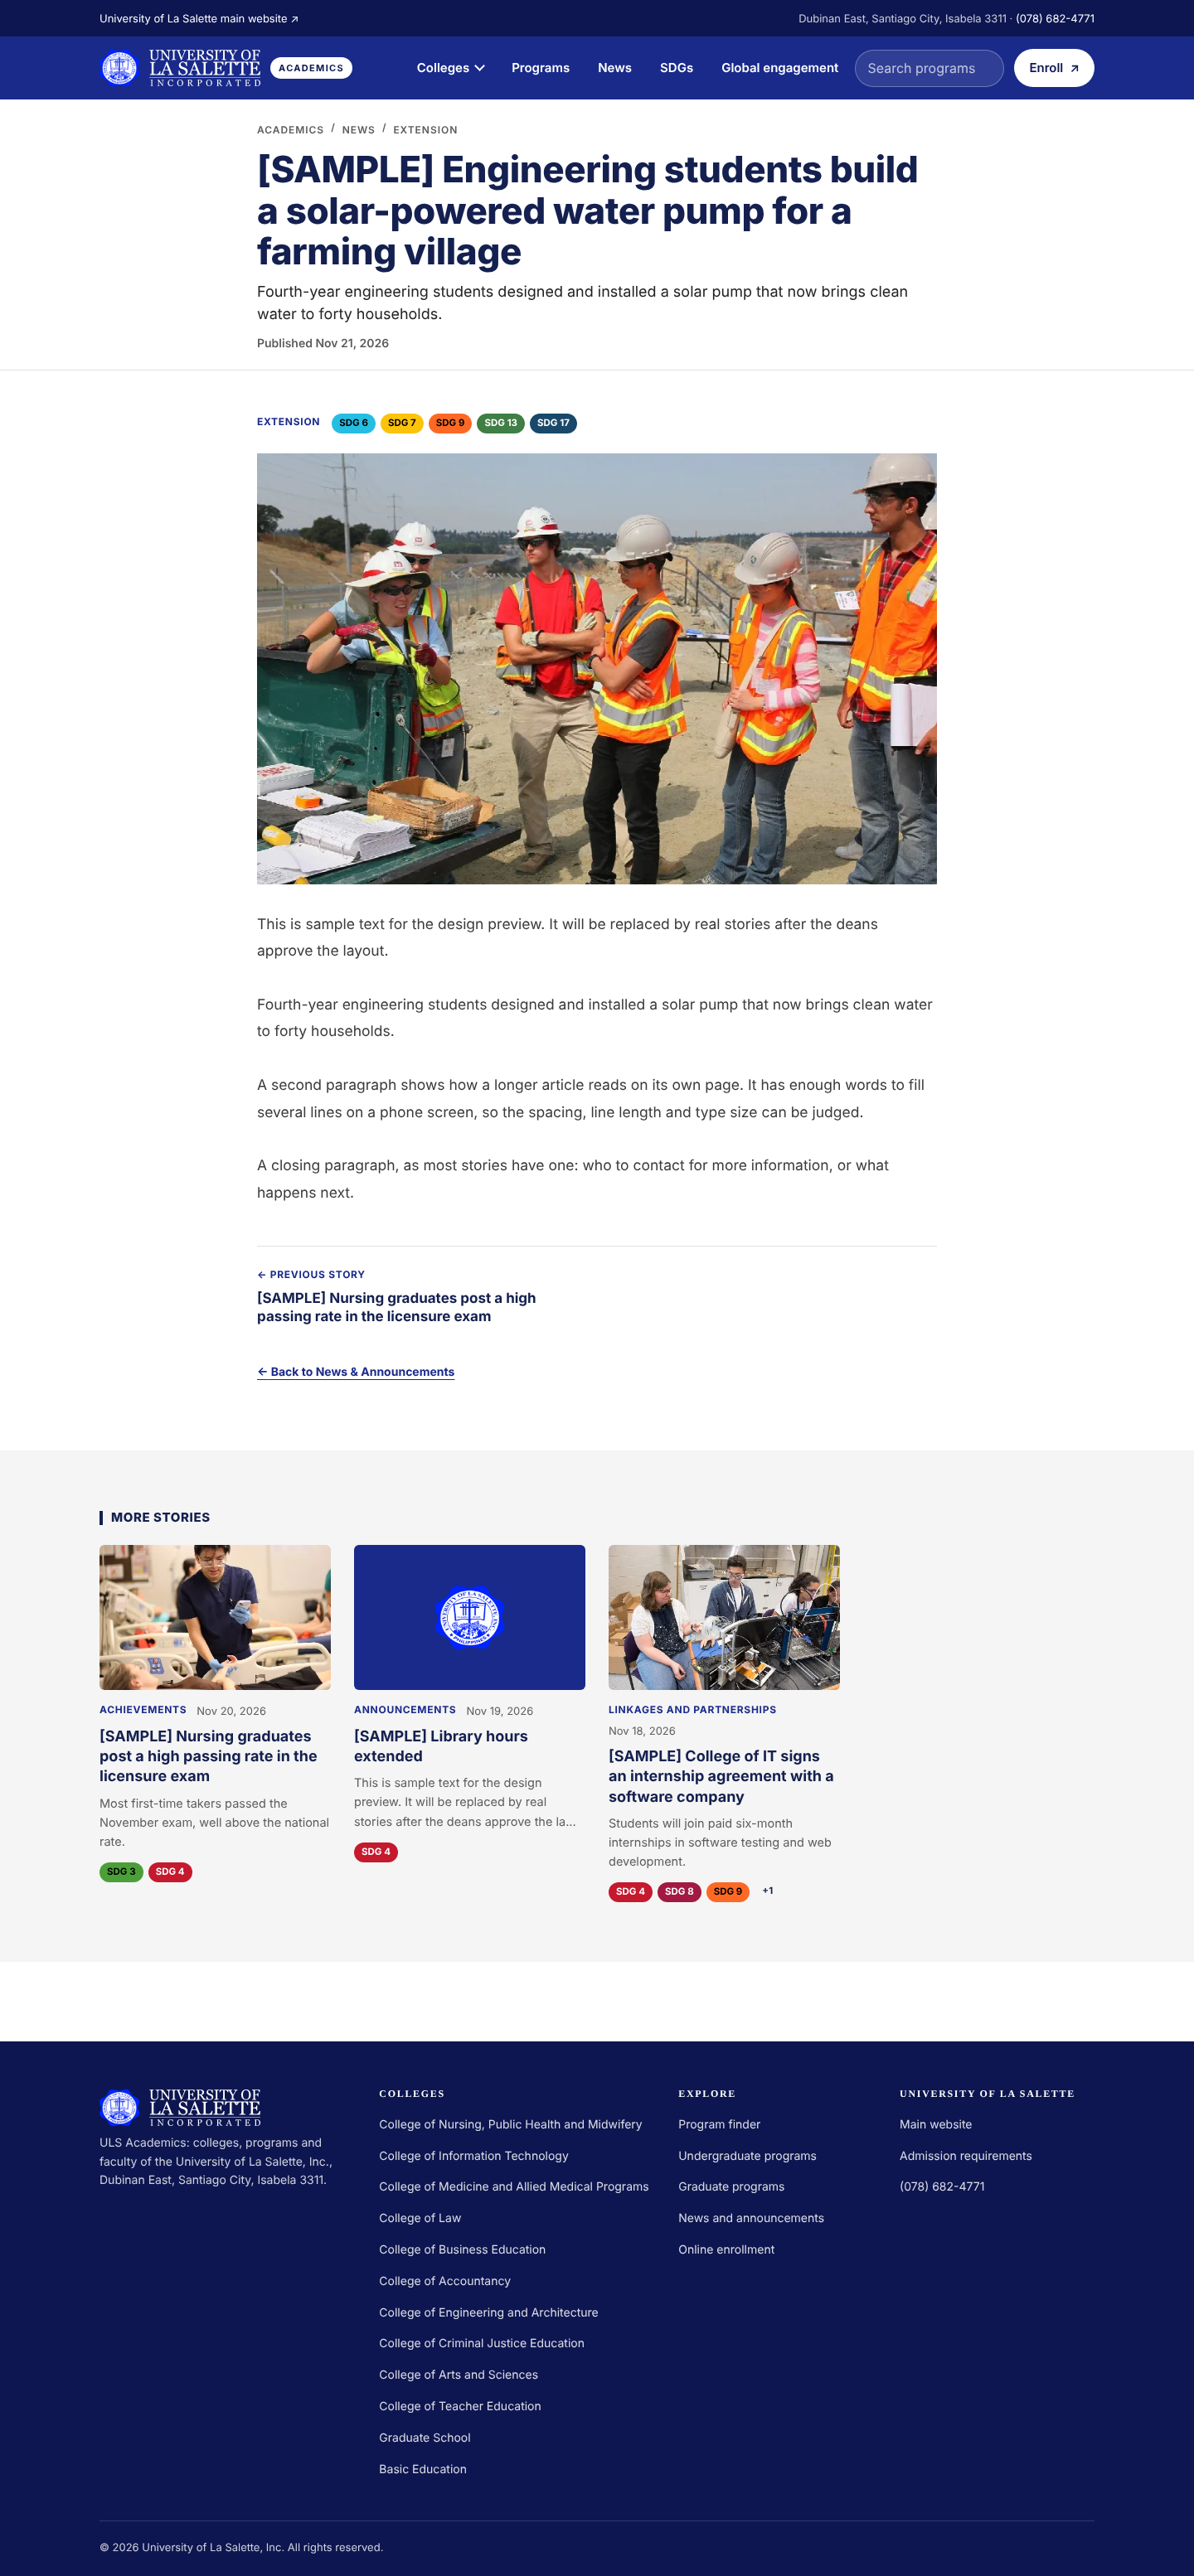 University of La Salette main website ↗
Dubinan East, Santiago City, Isabela 3311 · (078) 682-4771
UNIVERSITY OF
LA SALETTE
INCORPORATED
ACADEMICS
Colleges
Programs
News
SDGs
Global engagement
Search programs
Enroll ↗
ACADEMICS / NEWS / EXTENSION
[SAMPLE] Engineering students build
a solar-powered water pump for a
farming village
Fourth-year engineering students designed and installed a solar pump that now brings clean
water to forty households.
Published Nov 21, 2026
EXTENSION
SDG 6
SDG 7
SDG 9
SDG 13
SDG 17
This is sample text for the design preview. It will be replaced by real stories after the deans
approve the layout.
Fourth-year engineering students designed and installed a solar pump that now brings clean water
to forty households.
A second paragraph shows how a longer article reads on its own page. It has enough words to fill
several lines on a phone screen, so the spacing, line length and type size can be judged.
A closing paragraph, as most stories have one: who to contact for more information, or what
happens next.
← PREVIOUS STORY
[SAMPLE] Nursing graduates post a high
passing rate in the licensure exam
← Back to News & Announcements
MORE STORIES
ACHIEVEMENTS Nov 20, 2026
[SAMPLE] Nursing graduates
post a high passing rate in the
licensure exam
Most first-time takers passed the
November exam, well above the national
rate.
SDG 3
SDG 4
ANNOUNCEMENTS Nov 19, 2026
[SAMPLE] Library hours
extended
This is sample text for the design
preview. It will be replaced by real
stories after the deans approve the la...
SDG 4
LINKAGES AND PARTNERSHIPS
Nov 18, 2026
[SAMPLE] College of IT signs
an internship agreement with a
software company
Students will join paid six-month
internships in software testing and web
development.
SDG 4
SDG 8
SDG 9
+1
UNIVERSITY OF
LA SALETTE
INCORPORATED
ULS Academics: colleges, programs and
faculty of the University of La Salette, Inc.,
Dubinan East, Santiago City, Isabela 3311.
COLLEGES
College of Nursing, Public Health and Midwifery
College of Information Technology
College of Medicine and Allied Medical Programs
College of Law
College of Business Education
College of Accountancy
College of Engineering and Architecture
College of Criminal Justice Education
College of Arts and Sciences
College of Teacher Education
Graduate School
Basic Education
EXPLORE
Program finder
Undergraduate programs
Graduate programs
News and announcements
Online enrollment
UNIVERSITY OF LA SALETTE
Main website
Admission requirements
(078) 682-4771
© 2026 University of La Salette, Inc. All rights reserved.